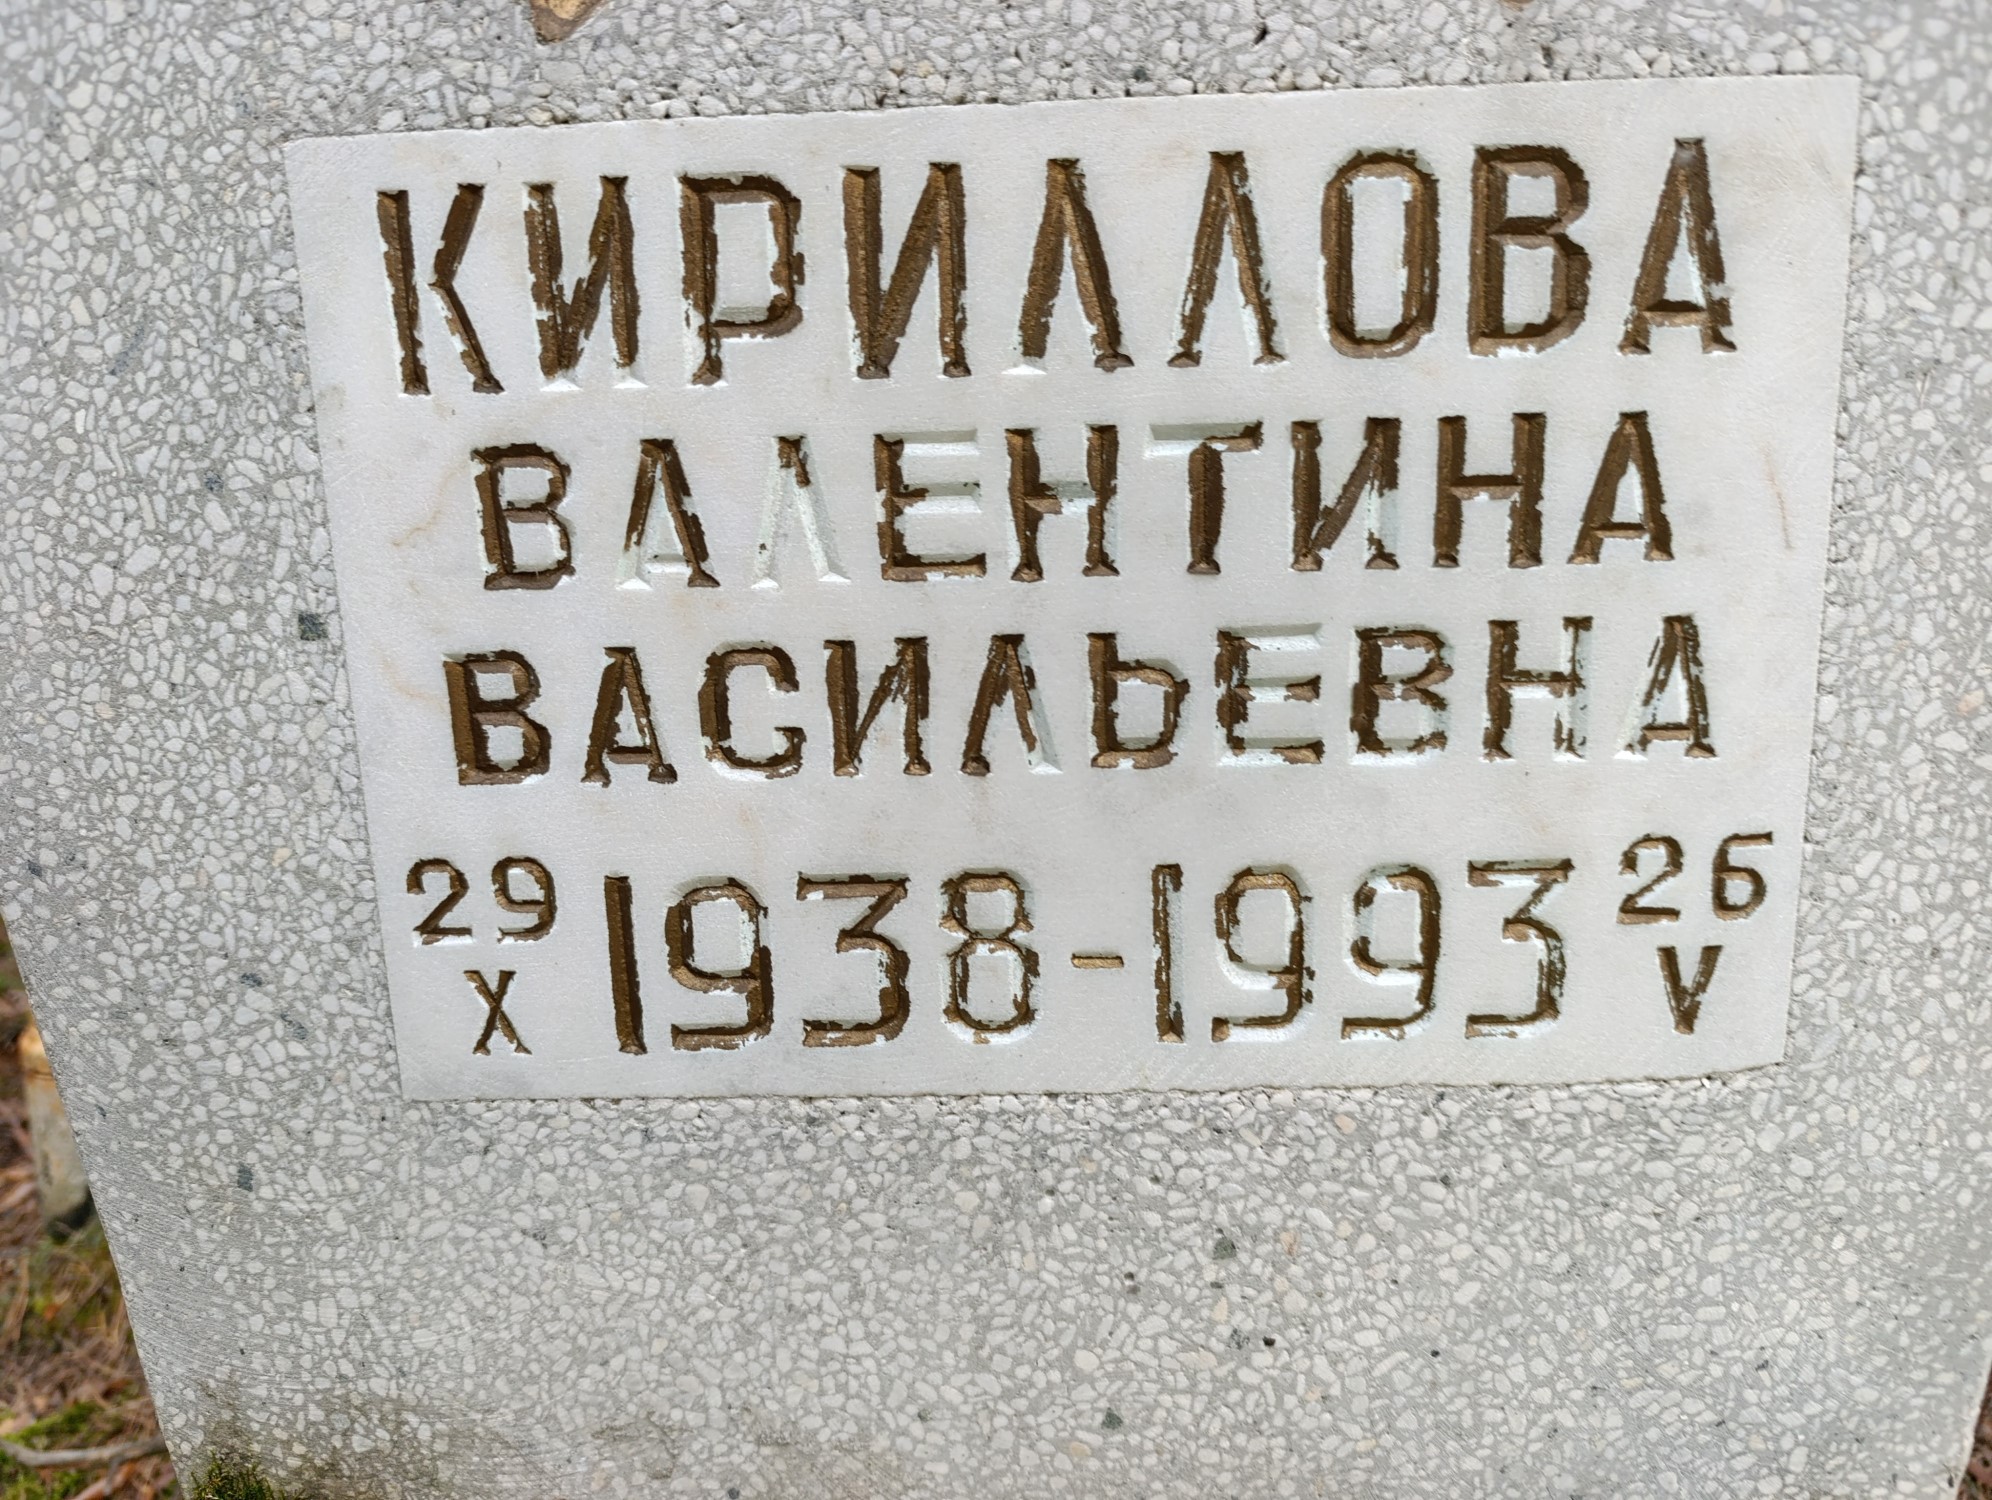 КИРИЛЛОВА
ВАЛЕНТИНА
ВАСИЛЬЕВНА
29 X 1938-1993 26 V